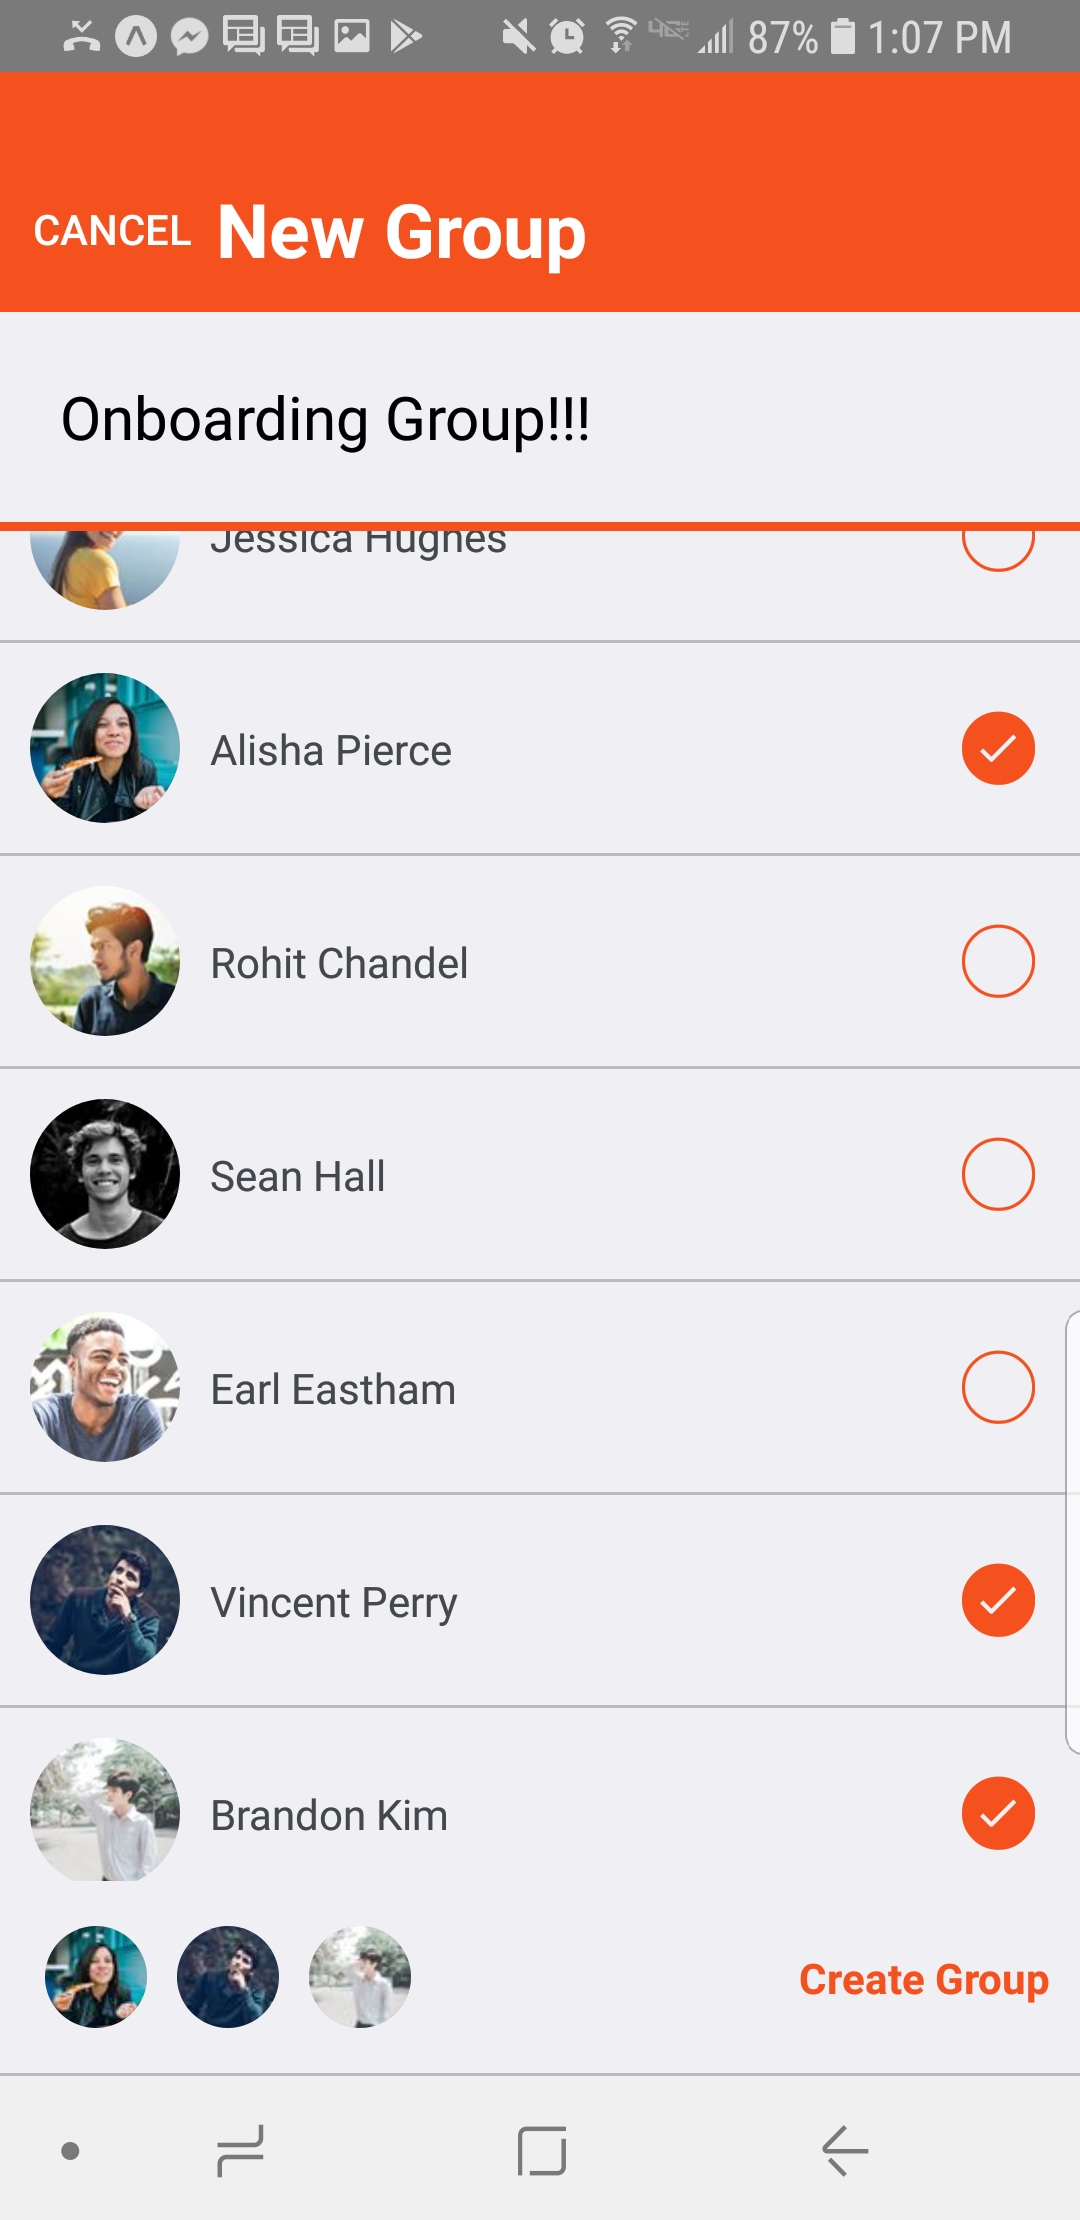 87% 1:07 PM
CANCEL New Group
Onboarding Group!!!
Jessica Hughes
Alisha Pierce
Rohit Chandel
Sean Hall
Earl Eastham
Vincent Perry
Brandon Kim
Create Group